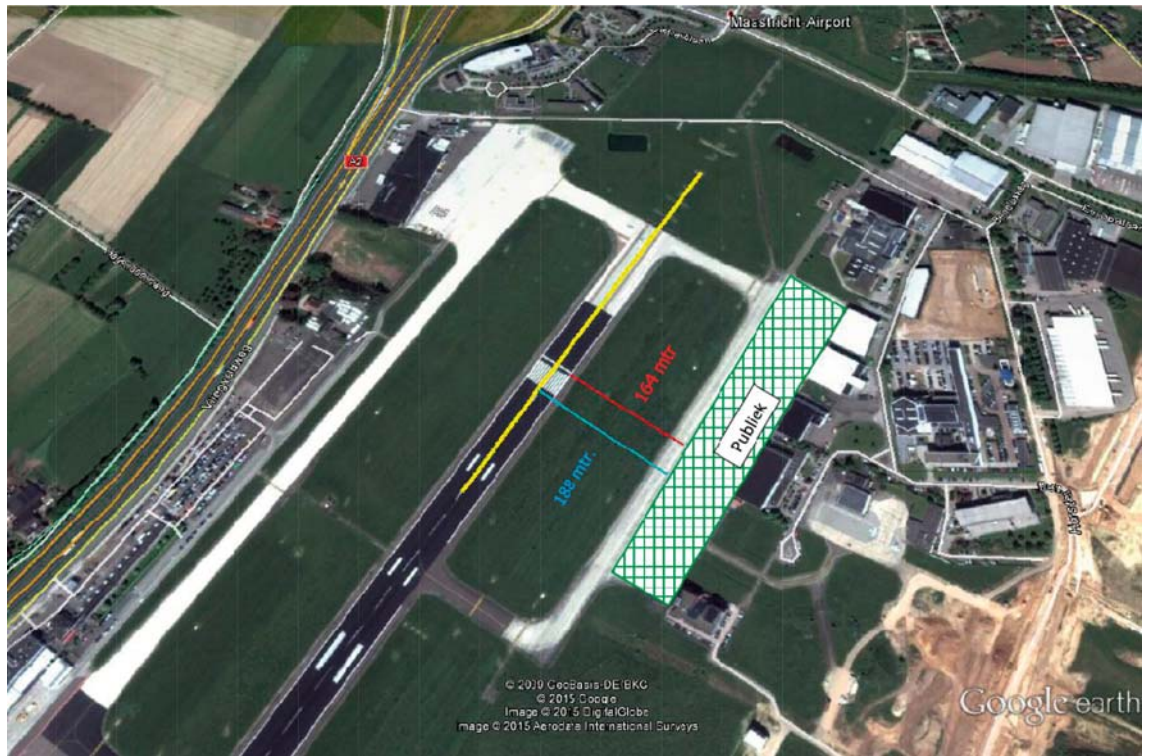 Maastricht-Airport
A2
164 mtr
188 mtr.
Publiek
© 2009 GeoBasis-DE/BKG
© 2015 Google
Image © 2015 DigitalGlobe
Image © 2015 Aerodata International Surveys
Google earth